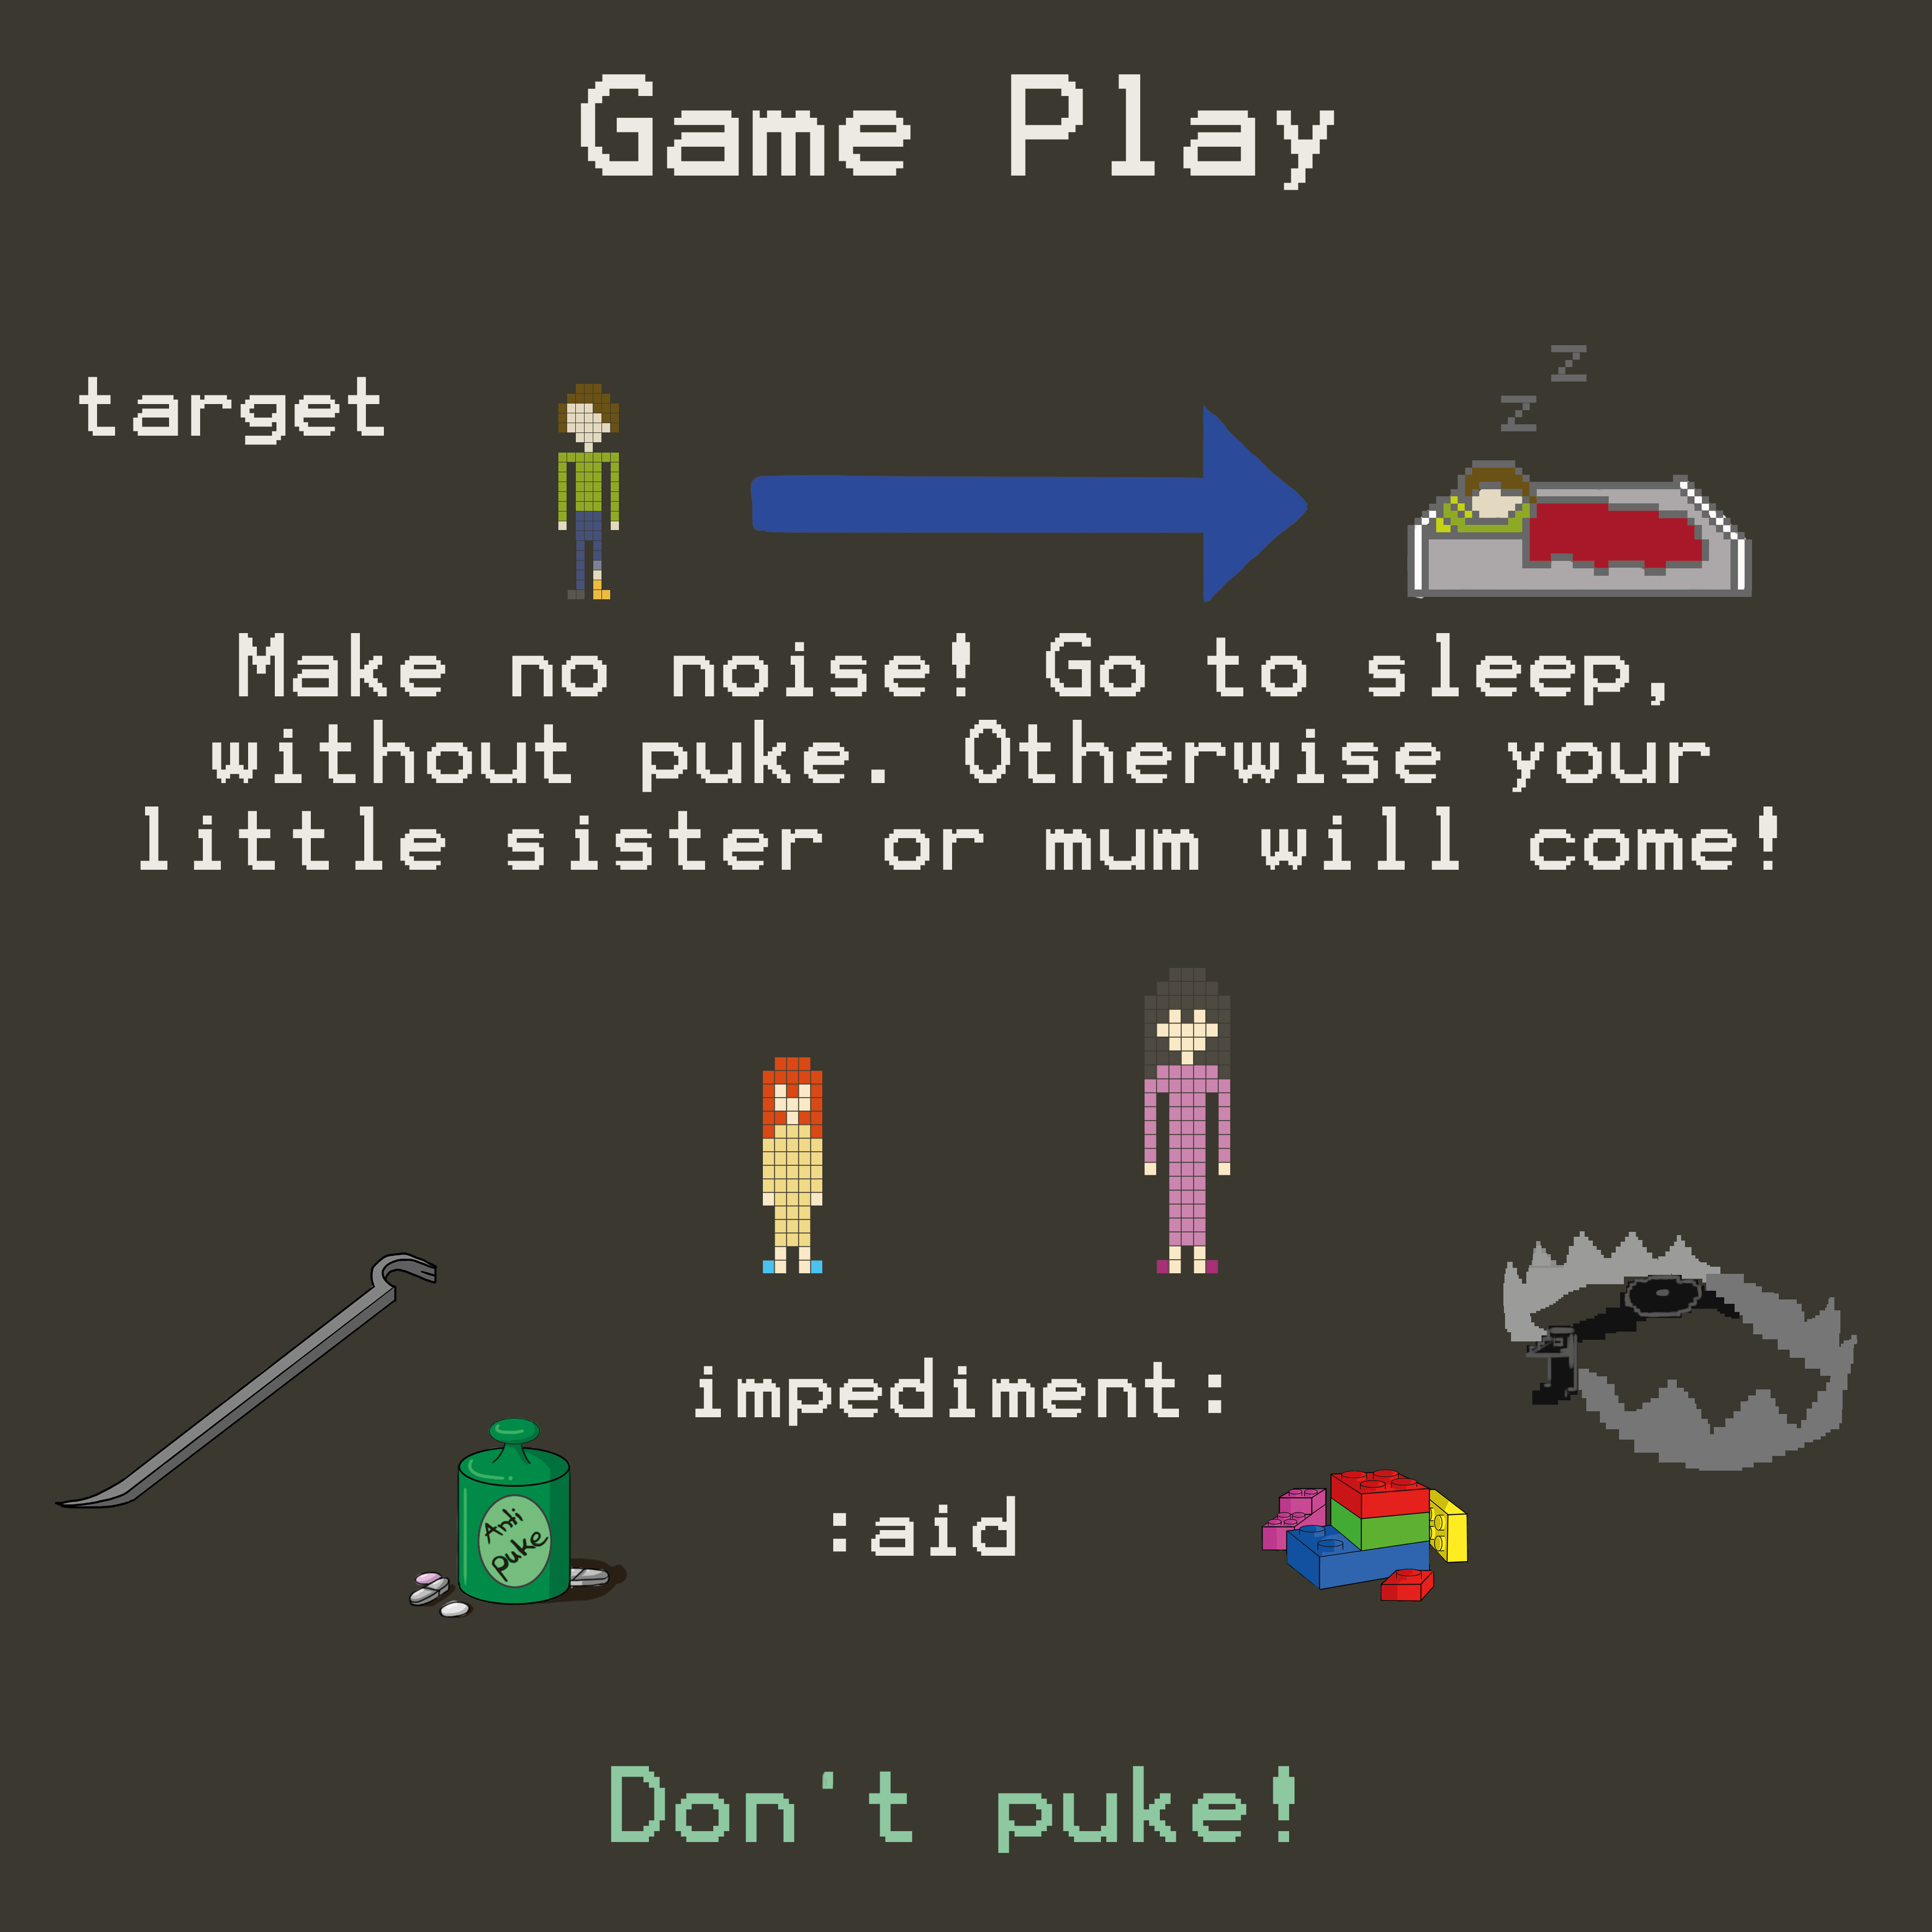 Game Play
target
z
z
Make no noise! Go to sleep,
without puke. Otherwise your
little sister or mum will come!
impediment:
:aid
Anti
puke
Don't puke!